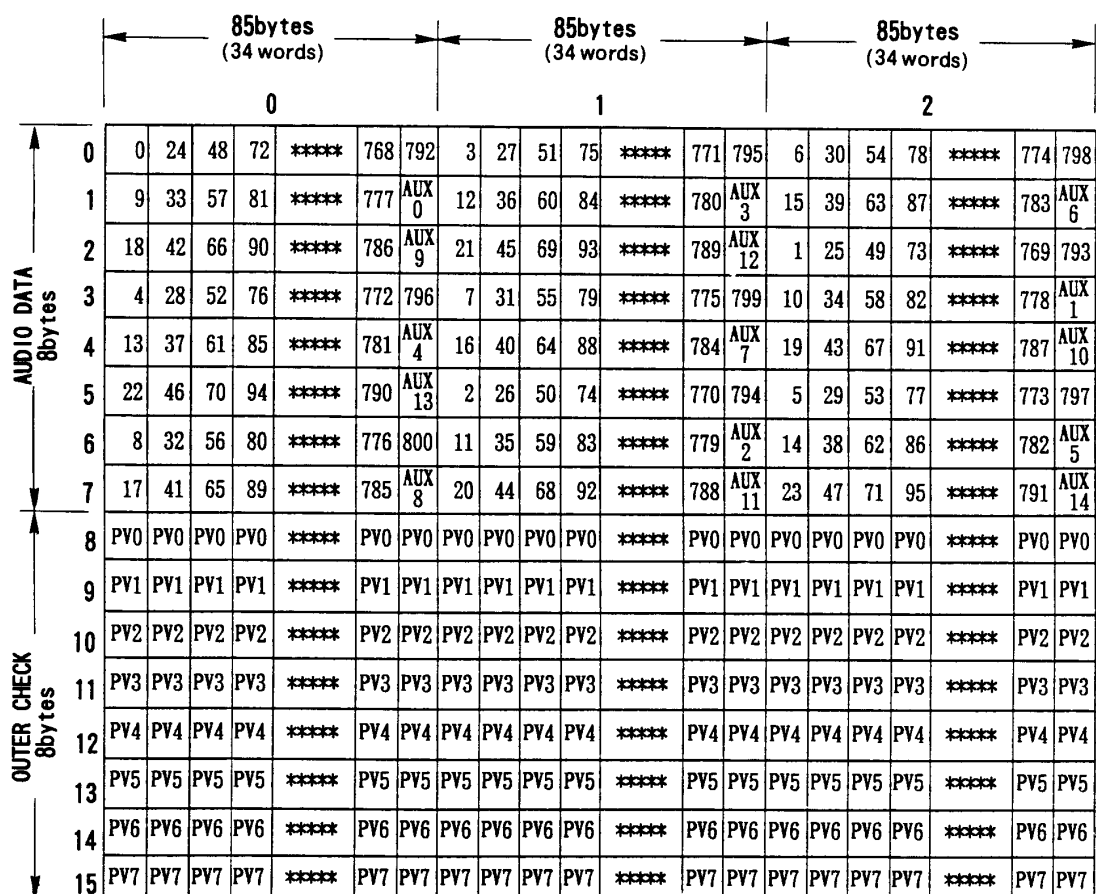 85bytes 85bytes 85bytes
(34 words) (34 words) (34 words)
0 1 2
AUDIO DATA
8bytes
0 0 24 48 72 ***** 768 792 3 27 51 75 ***** 771 795 6 30 54 78 ***** 774 798
1 9 33 57 81 ***** 777 AUX 0 12 36 60 84 ***** 780 AUX 3 15 39 63 87 ***** 783 AUX 6
2 18 42 66 90 ***** 786 AUX 9 21 45 69 93 ***** 789 AUX 12 1 25 49 73 ***** 769 793
3 4 28 52 76 ***** 772 796 7 31 55 79 ***** 775 799 10 34 58 82 ***** 778 AUX 1
4 13 37 61 85 ***** 781 AUX 4 16 40 64 88 ***** 784 AUX 7 19 43 67 91 ***** 787 AUX 10
5 22 46 70 94 ***** 790 AUX 13 2 26 50 74 ***** 770 794 5 29 53 77 ***** 773 797
6 8 32 56 80 ***** 776 800 11 35 59 83 ***** 779 AUX 2 14 38 62 86 ***** 782 AUX 5
7 17 41 65 89 ***** 785 AUX 8 20 44 68 92 ***** 788 AUX 11 23 47 71 95 ***** 791 AUX 14
OUTER CHECK
8bytes
8 PV0 PV0 PV0 PV0 ***** PV0 PV0 PV0 PV0 PV0 PV0 ***** PV0 PV0 PV0 PV0 PV0 PV0 ***** PV0 PV0
9 PV1 PV1 PV1 PV1 ***** PV1 PV1 PV1 PV1 PV1 PV1 ***** PV1 PV1 PV1 PV1 PV1 PV1 ***** PV1 PV1
10 PV2 PV2 PV2 PV2 ***** PV2 PV2 PV2 PV2 PV2 PV2 ***** PV2 PV2 PV2 PV2 PV2 PV2 ***** PV2 PV2
11 PV3 PV3 PV3 PV3 ***** PV3 PV3 PV3 PV3 PV3 PV3 ***** PV3 PV3 PV3 PV3 PV3 PV3 ***** PV3 PV3
12 PV4 PV4 PV4 PV4 ***** PV4 PV4 PV4 PV4 PV4 PV4 ***** PV4 PV4 PV4 PV4 PV4 PV4 ***** PV4 PV4
13 PV5 PV5 PV5 PV5 ***** PV5 PV5 PV5 PV5 PV5 PV5 ***** PV5 PV5 PV5 PV5 PV5 PV5 ***** PV5 PV5
14 PV6 PV6 PV6 PV6 ***** PV6 PV6 PV6 PV6 PV6 PV6 ***** PV6 PV6 PV6 PV6 PV6 PV6 ***** PV6 PV6
15 PV7 PV7 PV7 PV7 ***** PV7 PV7 PV7 PV7 PV7 PV7 ***** PV7 PV7 PV7 PV7 PV7 PV7 ***** PV7 PV7